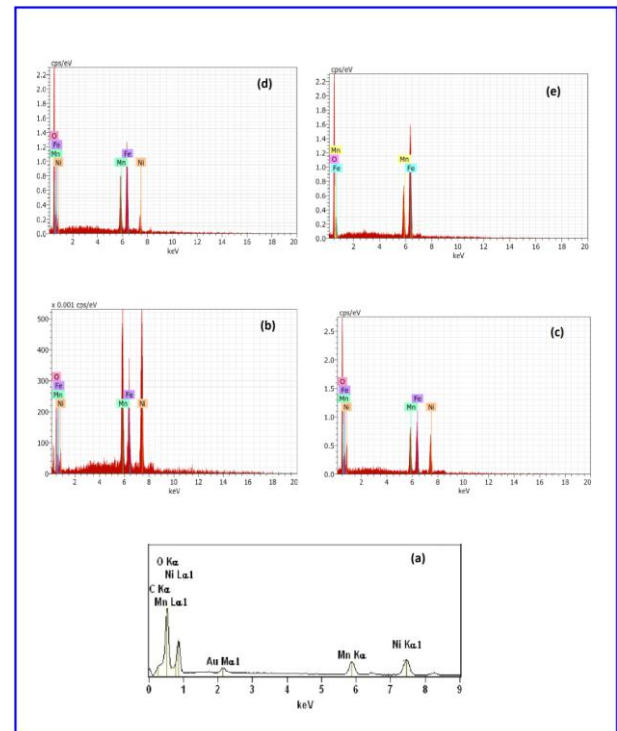 cps/eV
(d)
2.2
2.0
1.8
1.6
1.4
1.2
1.0
0.8
0.6
0.4
0.2
0.0
O
Fe
Mn
Ni
Mn
Fe
Ni
2 4 6 8 10 12 14 16 18 20
keV
cps/eV
(e)
2.2
2.0
1.8
1.6
1.4
1.2
1.0
0.8
0.6
0.4
0.2
0.0
Mn
O
Fe
Mn
Fe
2 4 6 8 10 12 14 16 18 20
keV
x 0.001 cps/eV
(b)
500
400
300
200
100
0
O
Fe
Mn
Ni
Mn
Fe
Ni
2 4 6 8 10 12 14 16 18 20
keV
cps/eV
(c)
2.5
2.0
1.5
1.0
0.5
0.0
O
Fe
Mn
Ni
Mn
Fe
Ni
2 4 6 8 10 12 14 16 18 20
keV
(a)
O Kα
Ni Lα1
C Kα
Mn Lα1
Au Mα1
Mn Kα
Ni Kα1
0 1 2 3 4 5 6 7 8 9
keV